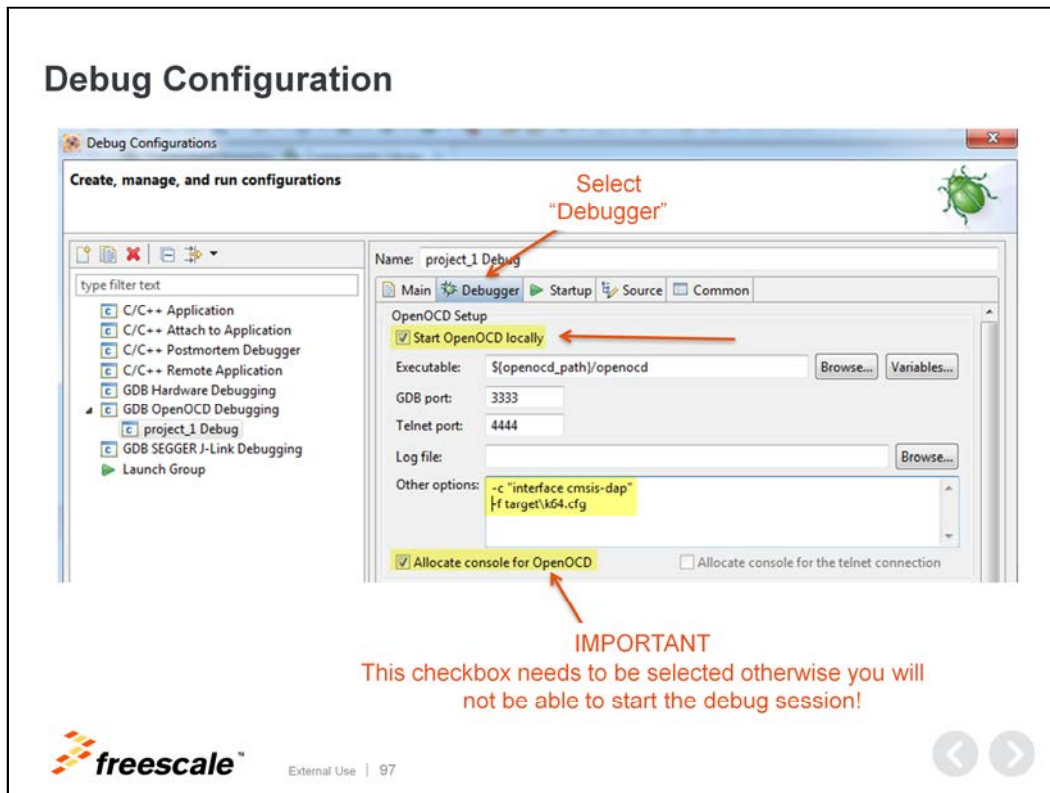 Debug Configuration
Debug Configurations
Create, manage, and run configurations
Select
“Debugger”
type filter text
C/C++ Application
C/C++ Attach to Application
C/C++ Postmortem Debugger
C/C++ Remote Application
GDB Hardware Debugging
GDB OpenOCD Debugging
project_1 Debug
GDB SEGGER J-Link Debugging
Launch Group
Name: project_1 Debug
Main Debugger Startup Source Common
OpenOCD Setup
Start OpenOCD locally
Executable: ${openocd_path}/openocd Browse... Variables...
GDB port: 3333
Telnet port: 4444
Log file: Browse...
Other options: -c "interface cmsis-dap"
-f target\k64.cfg
Allocate console for OpenOCD Allocate console for the telnet connection
IMPORTANT
This checkbox needs to be selected otherwise you will
not be able to start the debug session!
freescale™
External Use | 97